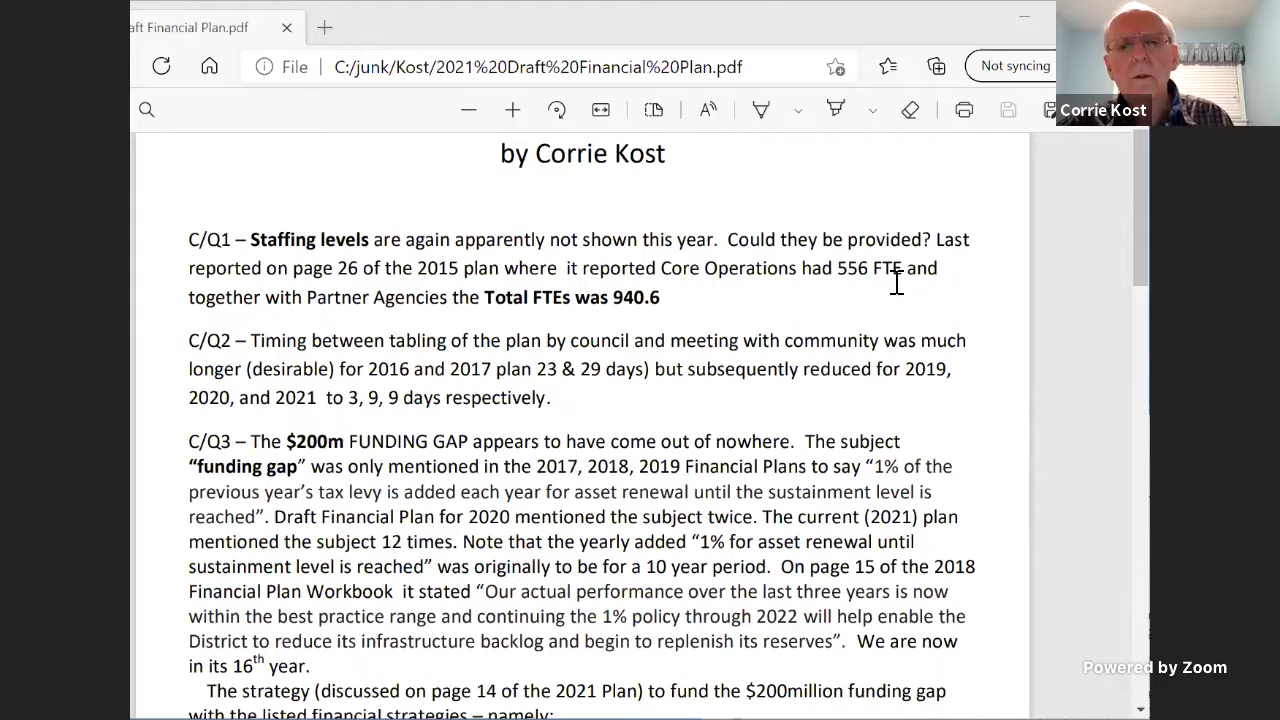 aft Financial Plan.pdf
File C:/junk/Kost/2021%20Draft%20Financial%20Plan.pdf Not syncing
Corrie Kost
by Corrie Kost
C/Q1 – Staffing levels are again apparently not shown this year. Could they be provided? Last
reported on page 26 of the 2015 plan where it reported Core Operations had 556 FTE and
together with Partner Agencies the Total FTEs was 940.6
C/Q2 – Timing between tabling of the plan by council and meeting with community was much
longer (desirable) for 2016 and 2017 plan 23 & 29 days) but subsequently reduced for 2019,
2020, and 2021 to 3, 9, 9 days respectively.
C/Q3 – The $200m FUNDING GAP appears to have come out of nowhere. The subject
“funding gap” was only mentioned in the 2017, 2018, 2019 Financial Plans to say “1% of the
previous year’s tax levy is added each year for asset renewal until the sustainment level is
reached”. Draft Financial Plan for 2020 mentioned the subject twice. The current (2021) plan
mentioned the subject 12 times. Note that the yearly added “1% for asset renewal until
sustainment level is reached” was originally to be for a 10 year period. On page 15 of the 2018
Financial Plan Workbook it stated “Our actual performance over the last three years is now
within the best practice range and continuing the 1% policy through 2022 will help enable the
District to reduce its infrastructure backlog and begin to replenish its reserves”. We are now
in its 16th year.
The strategy (discussed on page 14 of the 2021 Plan) to fund the $200million funding gap
with the listed financial strategies – namely:
Powered by Zoom